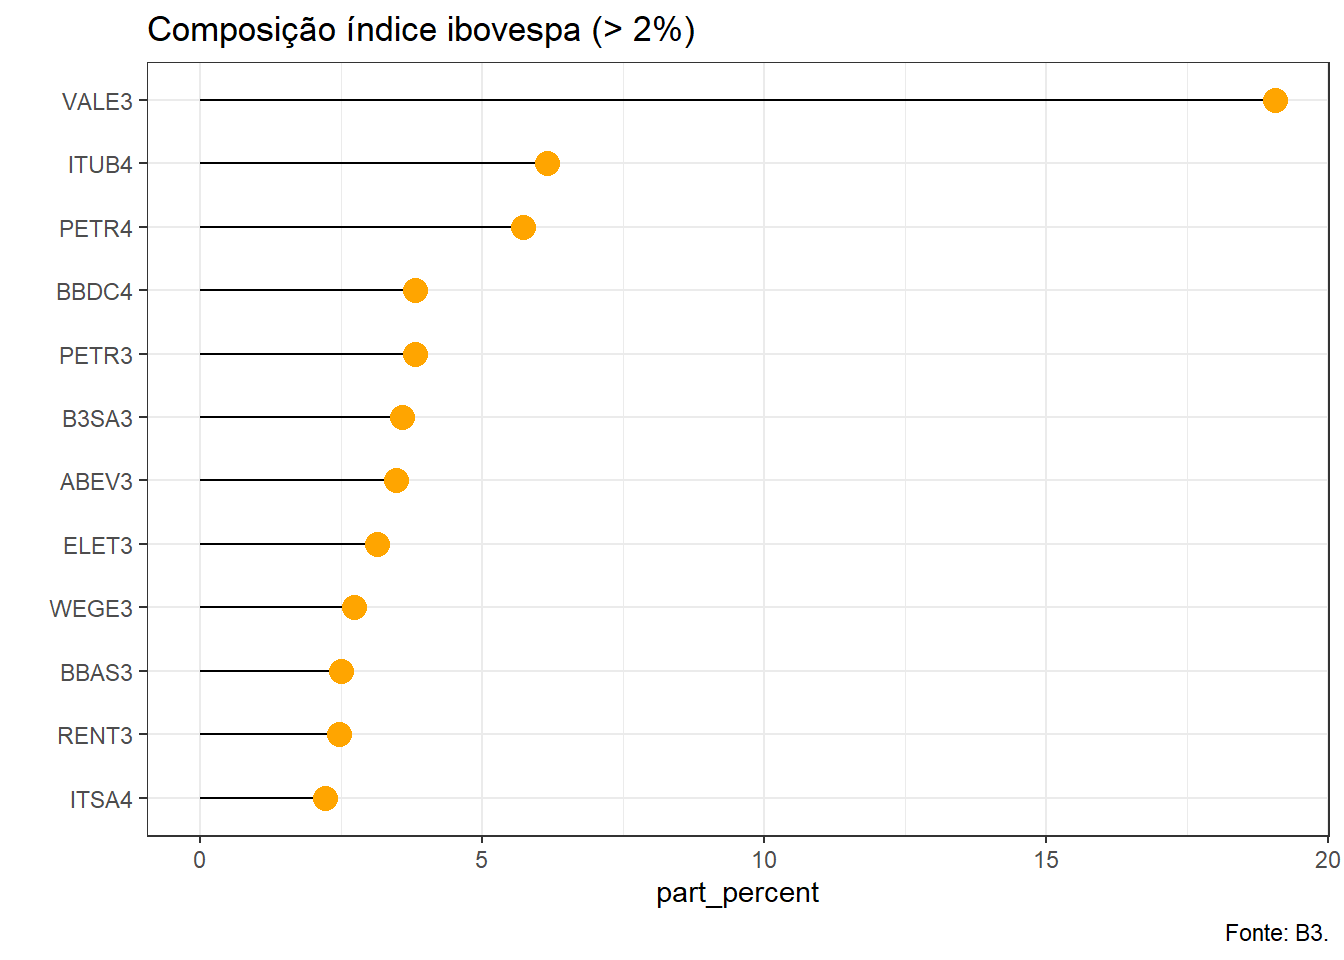 Composição índice ibovespa (> 2%)
VALE3
ITUB4
PETR4
BBDC4
PETR3
B3SA3
ABEV3
ELET3
WEGE3
BBAS3
RENT3
ITSA4
0 5 10 15 20
part_percent
Fonte: B3.